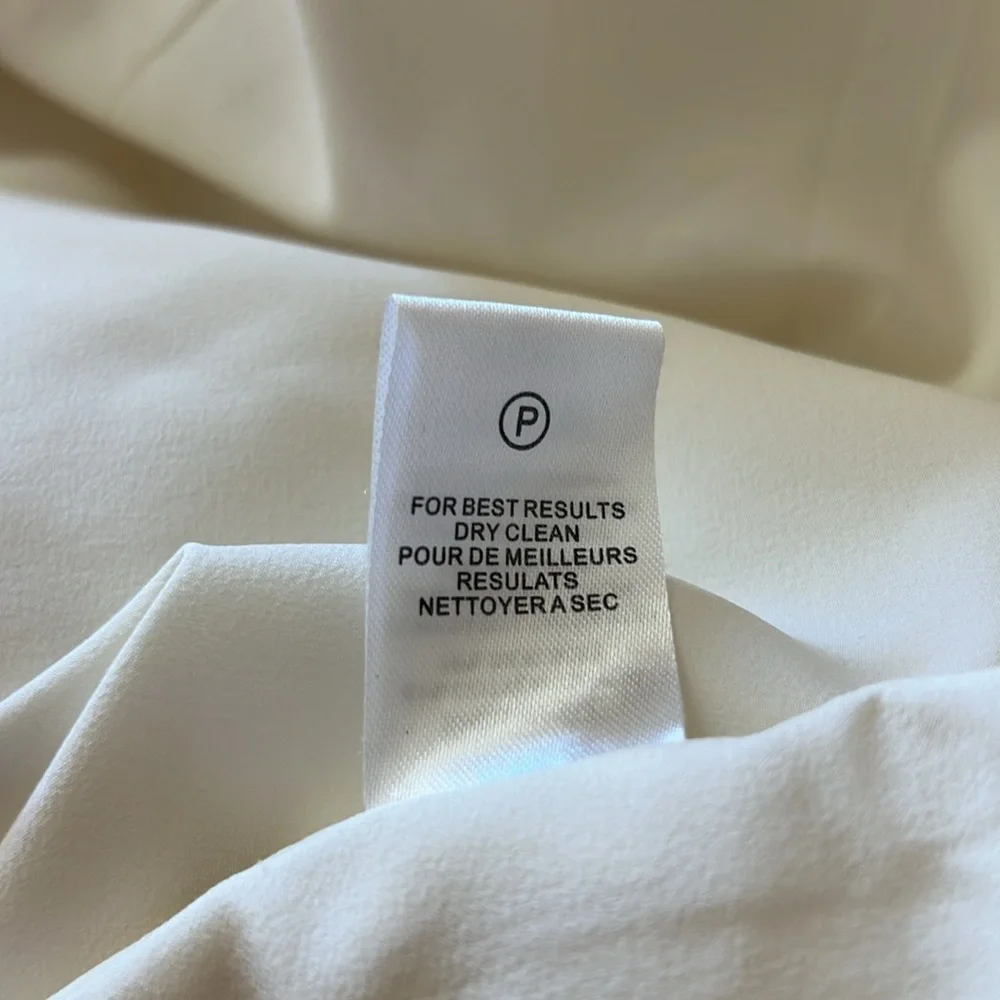 P
FOR BEST RESULTS
DRY CLEAN
POUR DE MEILLEURS
RESULATS
NETTOYER A SEC